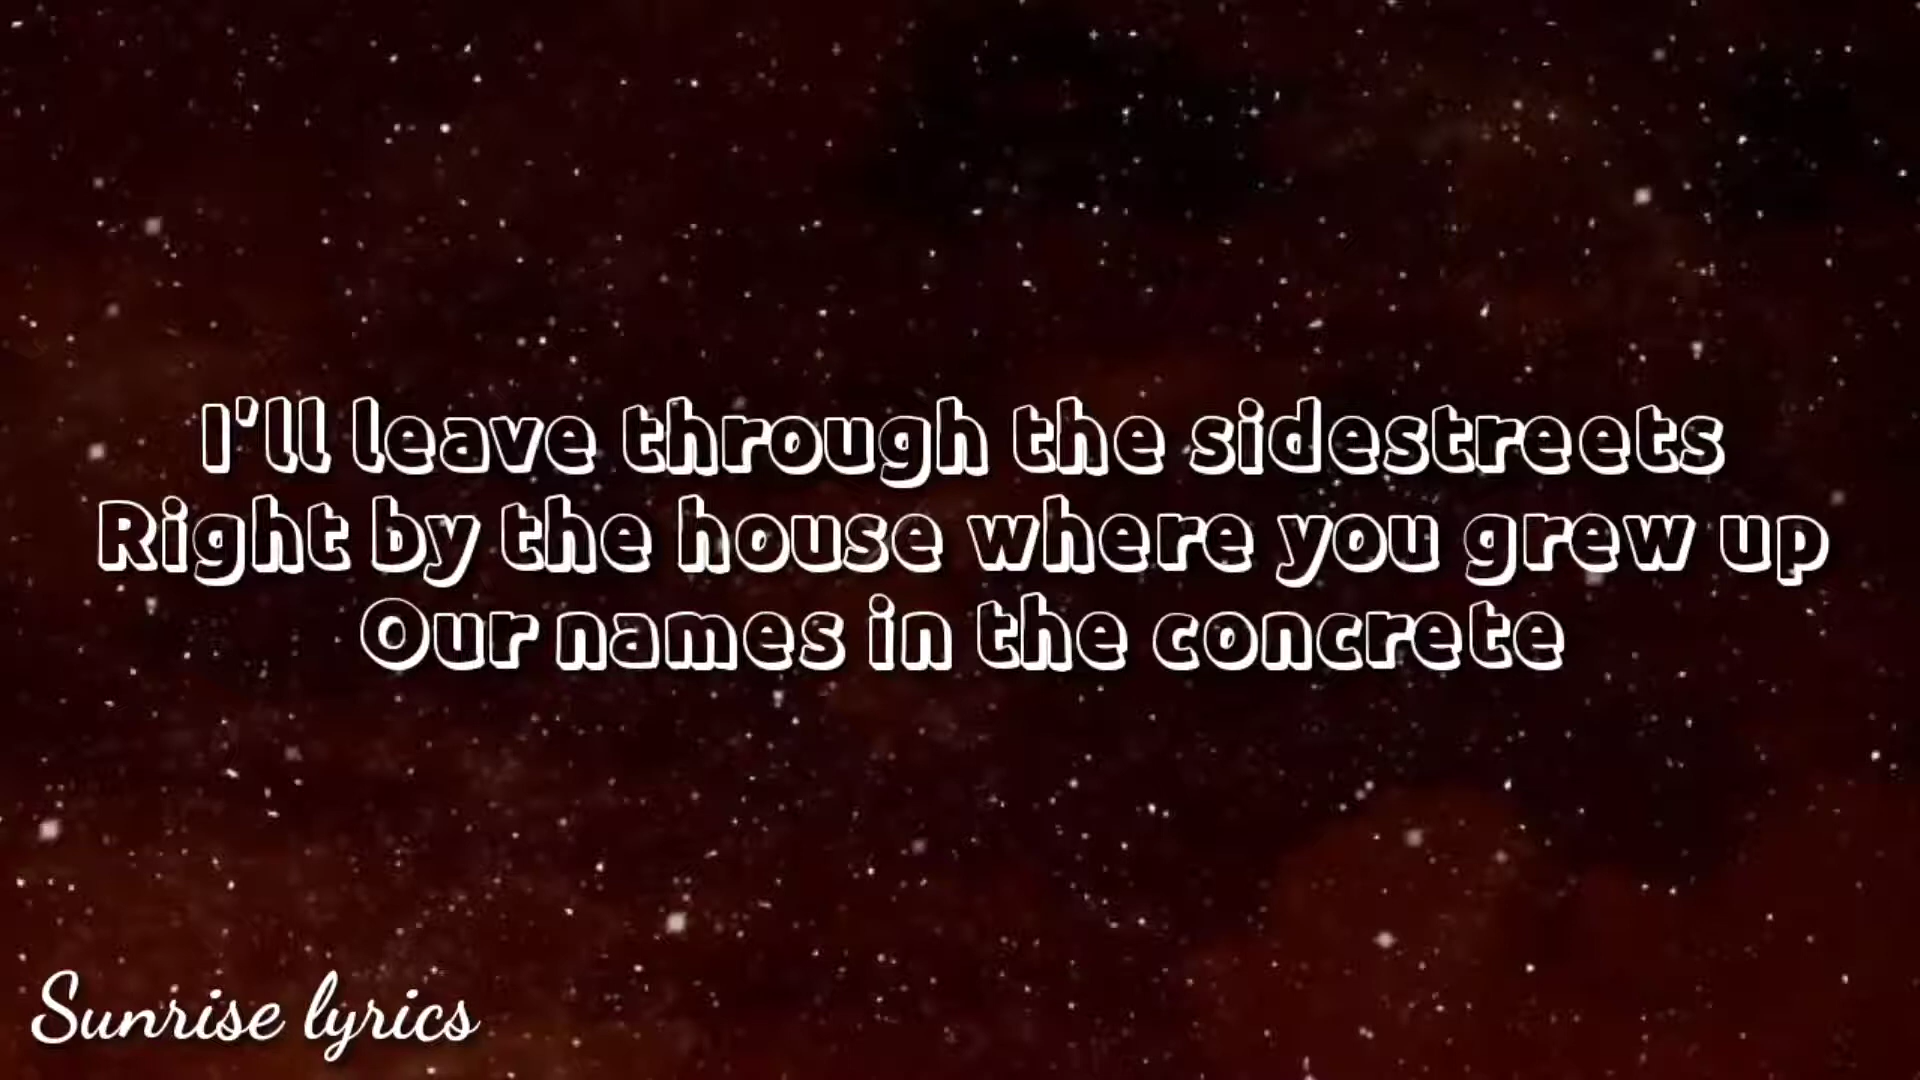 I'll leave through the sidestreets
Right by the house where you grew up
Our names in the concrete
Sunrise lyrics